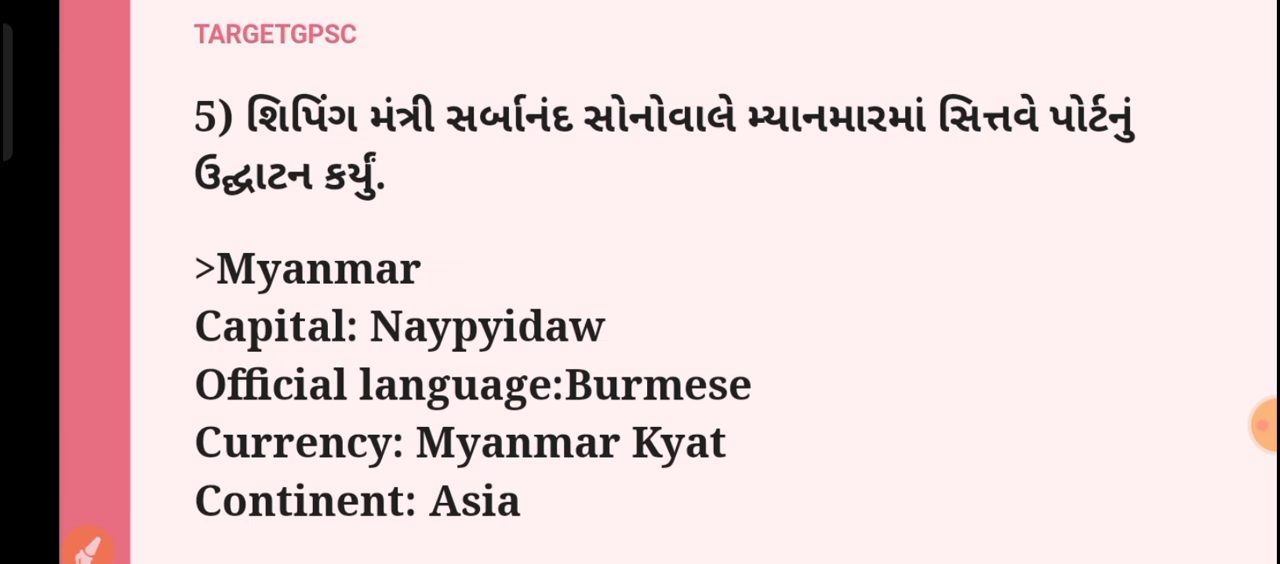 TARGETGPSC
5) શિપિંગ મંત્રી સર્બાનંદ સોનોવાલે મ્યાનમારમાં સિત્તવે પોર્ટનું
ઉદ્ઘાટન કર્યું.
>Myanmar
Capital: Naypyidaw
Official language:Burmese
Currency: Myanmar Kyat
Continent: Asia